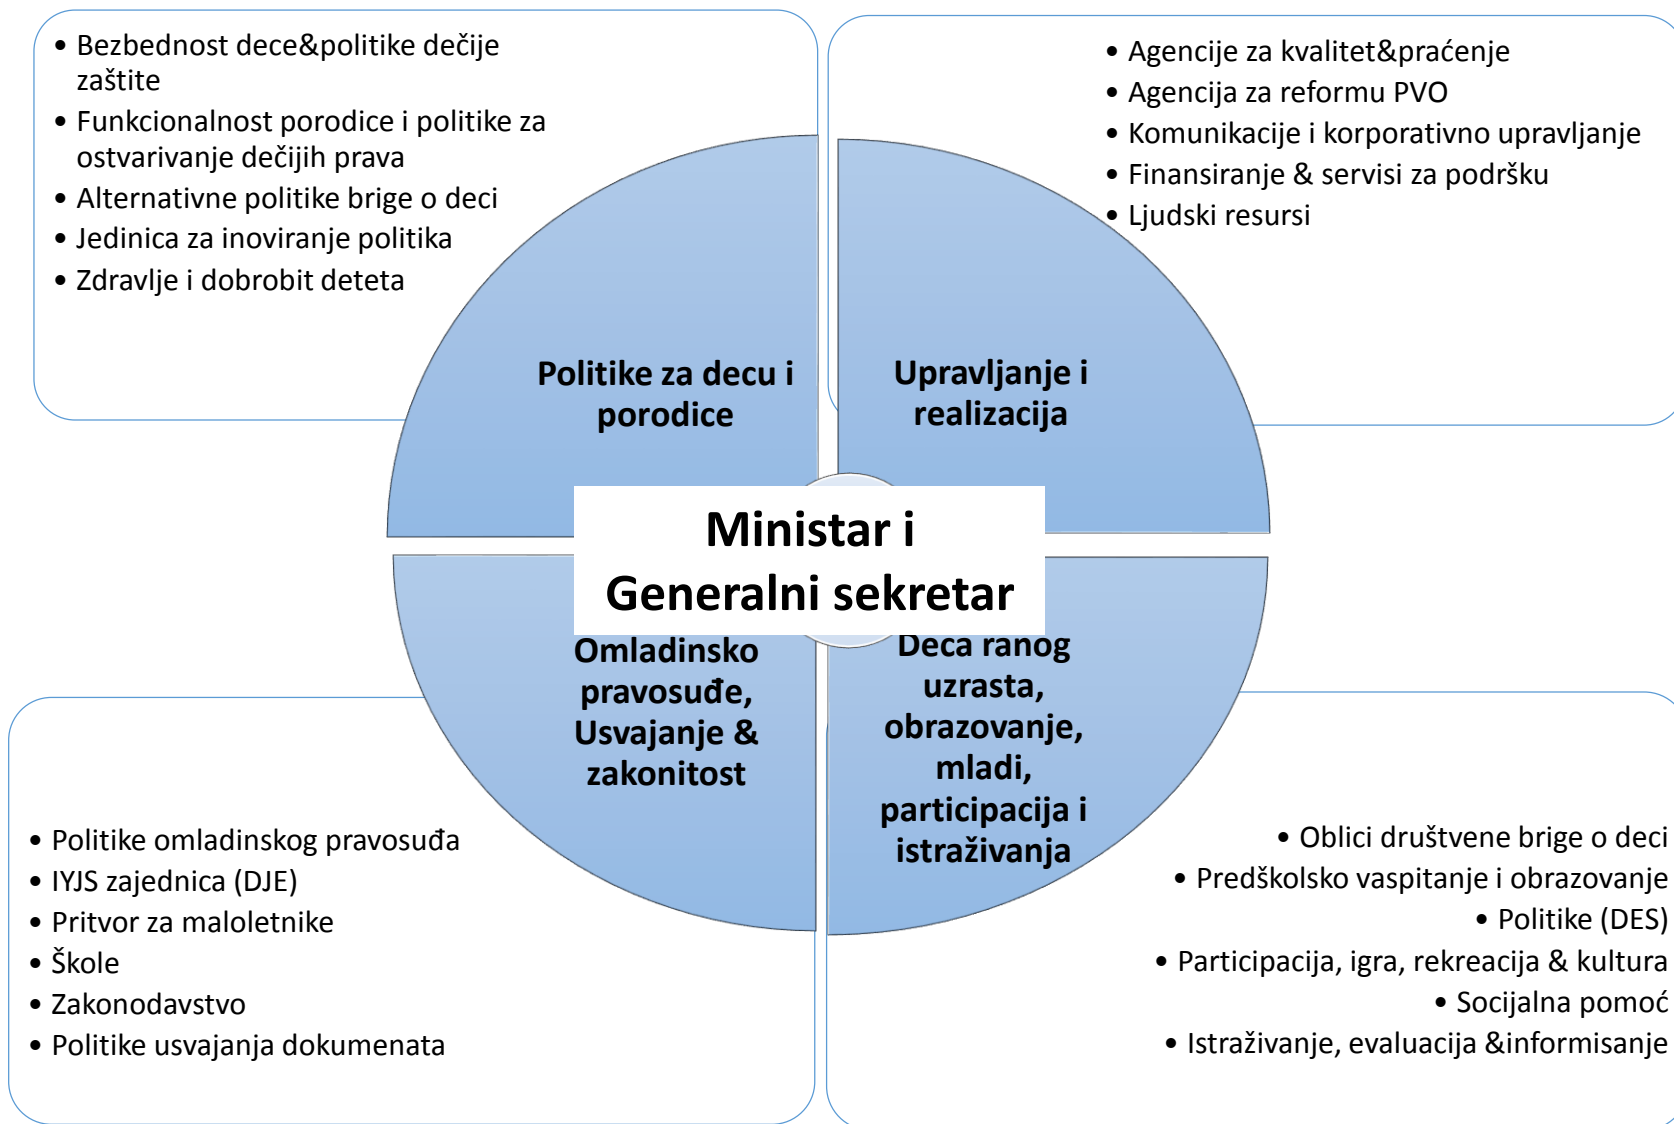 • Bezbednost dece&politike dečije
zaštite
• Funkcionalnost porodice i politike za
ostvarivanje dečijih prava
• Alternativne politike brige o deci
• Jedinica za inoviranje politika
• Zdravlje i dobrobit deteta
• Agencije za kvalitet&praćenje
• Agencija za reformu PVO
• Komunikacije i korporativno upravljanje
• Finansiranje & servisi za podršku
• Ljudski resursi
Politike za decu i
porodice
Upravljanje i
realizacija
Ministar i
Generalni sekretar
Omladinsko
pravosuđe,
Usvajanje &
zakonitost
Deca ranog
uzrasta,
obrazovanje,
mladi,
participacija i
istraživanja
• Politike omladinskog pravosuđa
• IYJS zajednica (DJE)
• Pritvor za maloletnike
• Škole
• Zakonodavstvo
• Politike usvajanja dokumenata
• Oblici društvene brige o deci
• Predškolsko vaspitanje i obrazovanje
• Politike (DES)
• Participacija, igra, rekreacija & kultura
• Socijalna pomoć
• Istraživanje, evaluacija &informisanje